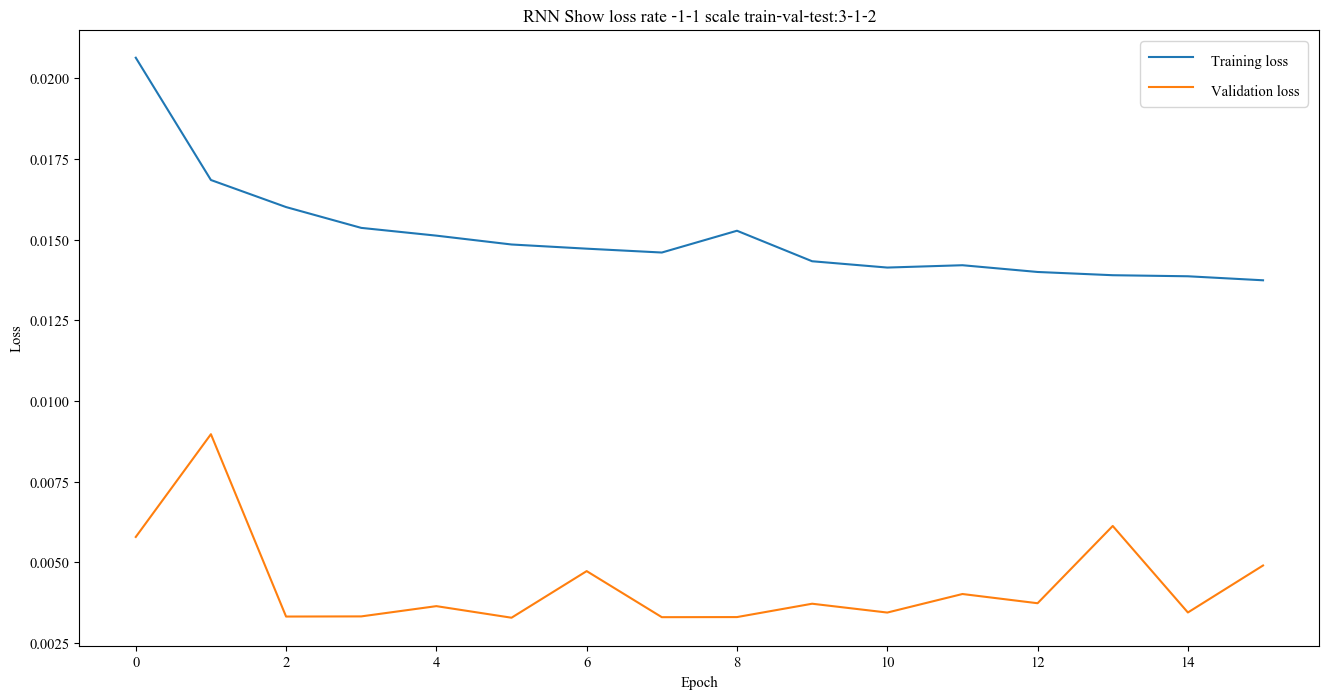 RNN Show loss rate -1-1 scale train-val-test:3-1-2
Training loss
Validation loss
0.0200
0.0175
0.0150
0.0125
0.0100
0.0075
0.0050
0.0025
Loss
0 2 4 6 8 10 12 14
Epoch